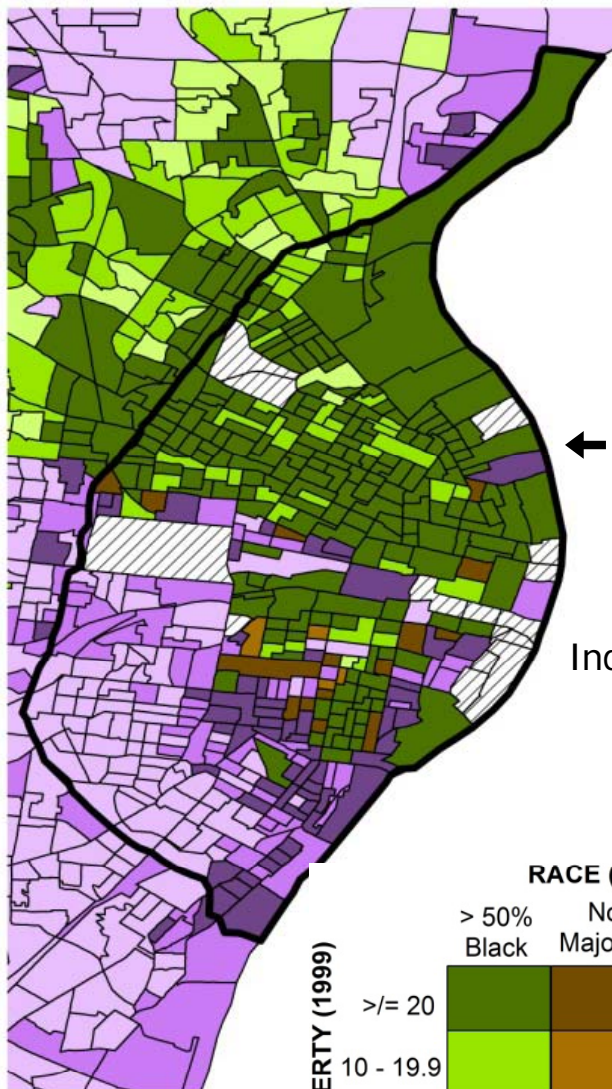 Inc
RACE (
> 50%
Black
No
Majo
ERTY (1999)
>/= 20
10 - 19.9